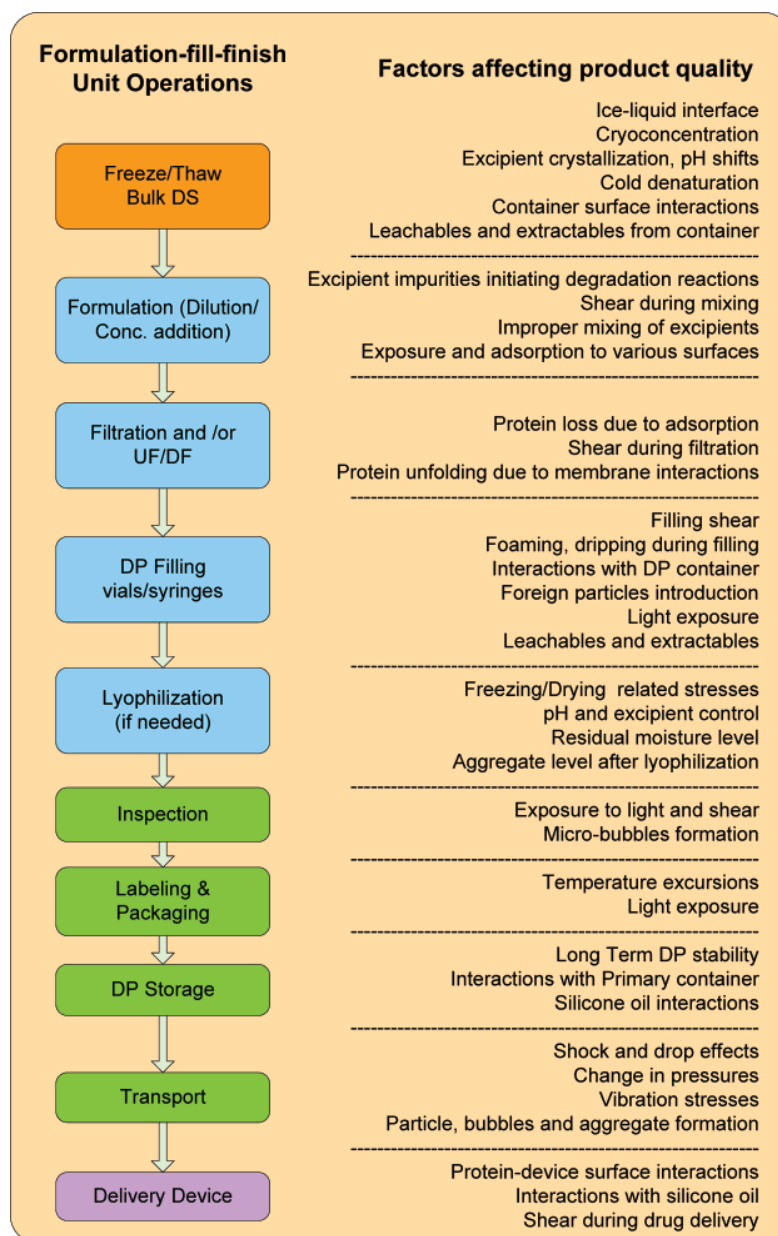 Formulation-fill-finish
Unit Operations
Factors affecting product quality
Freeze/Thaw
Bulk DS
Ice-liquid interface
Cryoconcentration
Excipient crystallization, pH shifts
Cold denaturation
Container surface interactions
Leachables and extractables from container
Formulation (Dilution/
Conc. addition)
Excipient impurities initiating degradation reactions
Shear during mixing
Improper mixing of excipients
Exposure and adsorption to various surfaces
Filtration and /or
UF/DF
Protein loss due to adsorption
Shear during filtration
Protein unfolding due to membrane interactions
DP Filling
vials/syringes
Filling shear
Foaming, dripping during filling
Interactions with DP container
Foreign particles introduction
Light exposure
Leachables and extractables
Lyophilization
(if needed)
Freezing/Drying related stresses
pH and excipient control
Residual moisture level
Aggregate level after lyophilization
Inspection
Exposure to light and shear
Micro-bubbles formation
Labeling &
Packaging
Temperature excursions
Light exposure
DP Storage
Long Term DP stability
Interactions with Primary container
Silicone oil interactions
Transport
Shock and drop effects
Change in pressures
Vibration stresses
Particle, bubbles and aggregate formation
Delivery Device
Protein-device surface interactions
Interactions with silicone oil
Shear during drug delivery